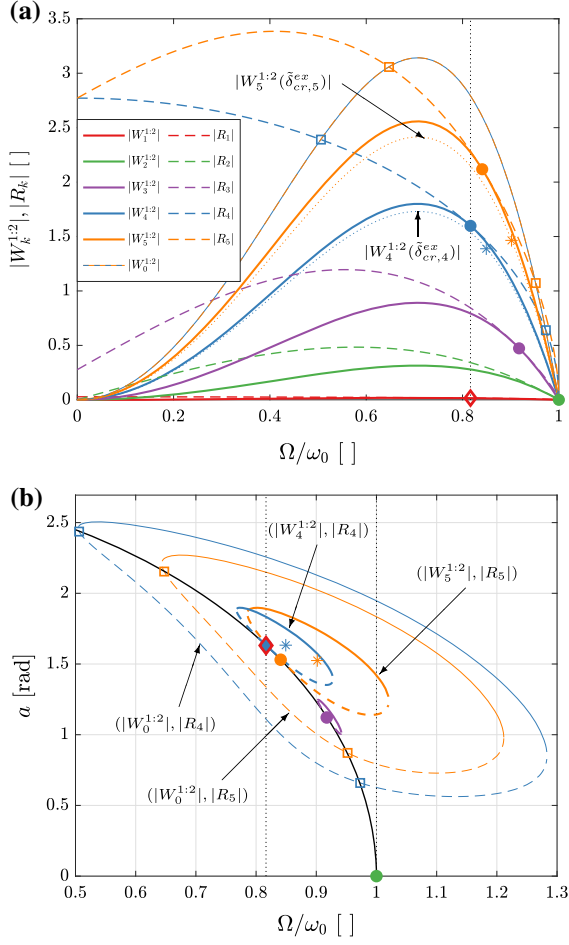 (a)
3.5
3
2.5
2
1.5
1
0.5
0
|W_k^{1:2}|, |R_k| [ ]
|W_5^{1:2}(δ̃_{cr,5}^{ex})|
|W_4^{1:2}(δ̃_{cr,4}^{ex})|
|W_1^{1:2}| |R_1|
|W_2^{1:2}| |R_2|
|W_3^{1:2}| |R_3|
|W_4^{1:2}| |R_4|
|W_5^{1:2}| |R_5|
|W_0^{1:2}|
0 0.2 0.4 0.6 0.8 1
Ω/ω_0 [ ]
(b)
2.5
2
1.5
1
0.5
0
a [rad]
(|W_4^{1:2}|, |R_4|)
(|W_5^{1:2}|, |R_5|)
(|W_0^{1:2}|, |R_4|)
(|W_0^{1:2}|, |R_5|)
0.5 0.6 0.7 0.8 0.9 1 1.1 1.2 1.3
Ω/ω_0 [ ]